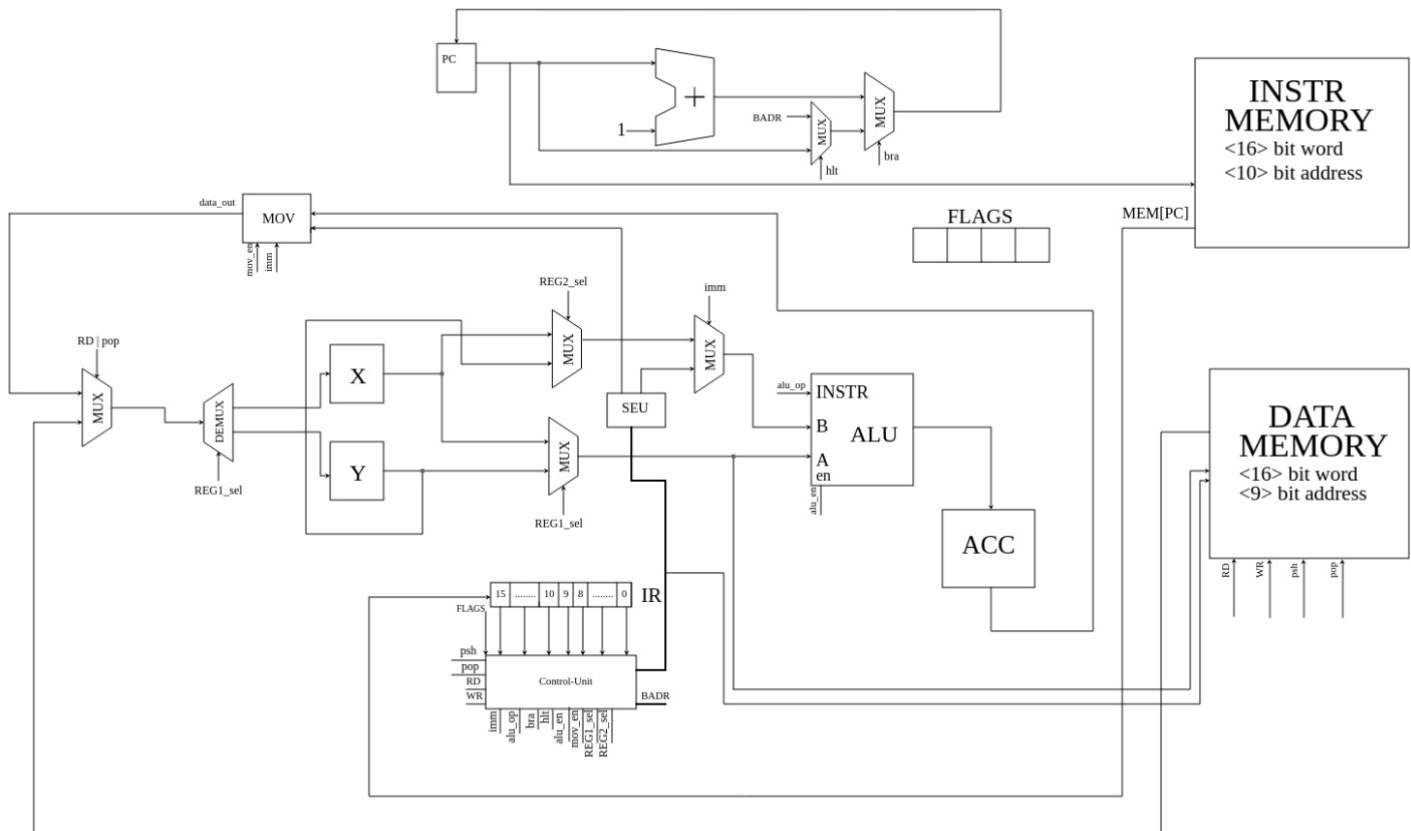 PC
+
1
BADR
MUX
hlt
MUX
bra
INSTR
MEMORY
<16> bit word
<10> bit address
MEM[PC]
FLAGS
data_out
MOV
mov_en
imm
REG2_sel
imm
RD | pop
MUX
DEMUX
REG1_sel
X
Y
MUX
MUX
REG1_sel
MUX
SEU
alu_op
INSTR
B
ALU
A
en
alu_en
ACC
DATA
MEMORY
<16> bit word
<9> bit address
RD
WR
psh
pop
15 ........ 10 9 8 ........ 0
IR
FLAGS
psh
pop
RD
WR
Control-Unit
BADR
imm
alu_op
bra
hlt
alu_en
mov_en
REG1_sel
REG2_sel